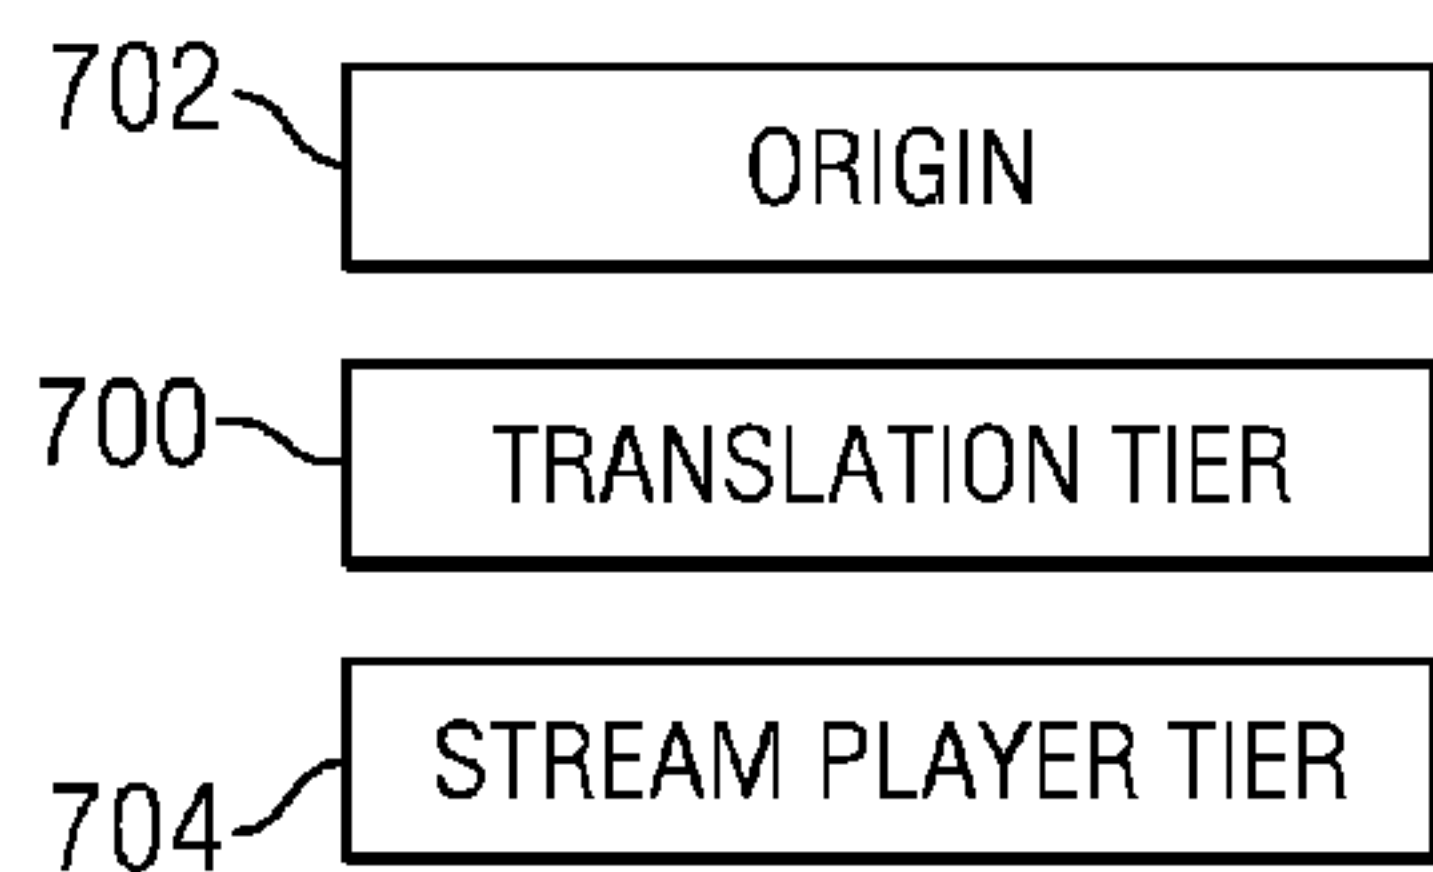 702
ORIGIN
700
TRANSLATION TIER
STREAM PLAYER TIER
704